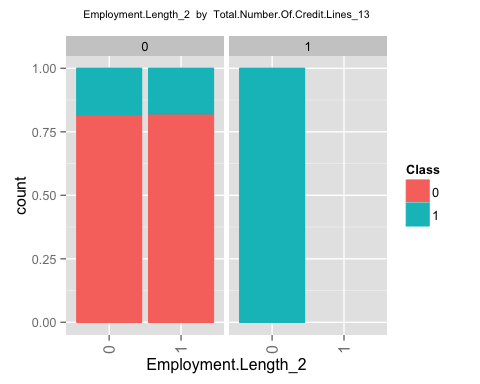 Employment.Length_2 by Total.Number.Of.Credit.Lines_13
0 1
1.00
0.75
0.50
0.25
0.00
count
0 1 0 1
Employment.Length_2
Class
0
1